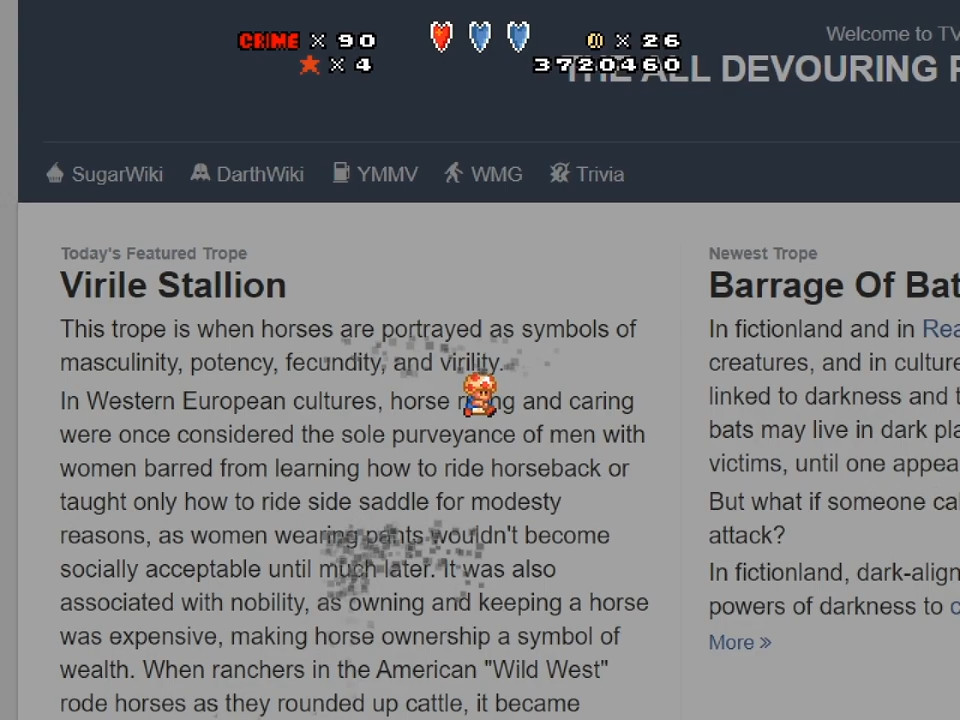 CRIME × 90
× 4
× 26
3720460
Welcome to TV
THE ALL DEVOURING P
SugarWiki DarthWiki YMMV WMG Trivia
Today's Featured Trope
Virile Stallion
This trope is when horses are portrayed as symbols of
masculinity, potency, fecundity, and virility.
In Western European cultures, horse riding and caring
were once considered the sole purveyance of men with
women barred from learning how to ride horseback or
taught only how to ride side saddle for modesty
reasons, as women wearing pants wouldn't become
socially acceptable until much later. It was also
associated with nobility, as owning and keeping a horse
was expensive, making horse ownership a symbol of
wealth. When ranchers in the American "Wild West"
rode horses as they rounded up cattle, it became
Newest Trope
Barrage Of Bat
In fictionland and in Rea
creatures, and in culture
linked to darkness and t
bats may live in dark pla
victims, until one appea
But what if someone cal
attack?
In fictionland, dark-align
powers of darkness to c
More »